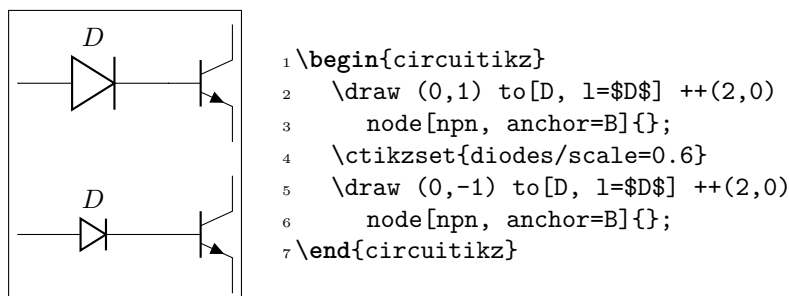 D
D
1 \begin{circuitikz}
2 \draw (0,1) to[D, l=$D$] ++(2,0)
3 node[npn, anchor=B]{};
4 \ctikzset{diodes/scale=0.6}
5 \draw (0,-1) to[D, l=$D$] ++(2,0)
6 node[npn, anchor=B]{};
7 \end{circuitikz}